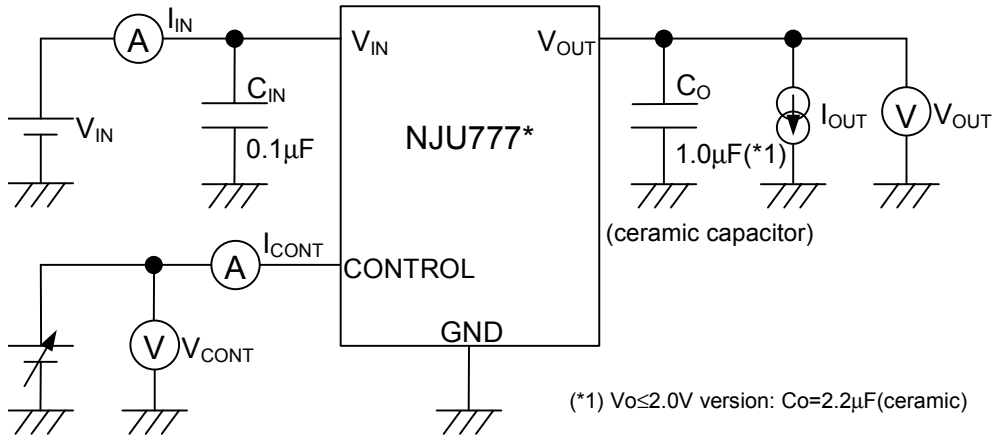 I_IN
A
V_IN
V_OUT
C_IN
C_O
V_IN
0.1µF
NJU777*
1.0µF(*1)
I_OUT
V
V_OUT
(ceramic capacitor)
I_CONT
A
CONTROL
V
V_CONT
GND
(*1) Vo≤2.0V version: Co=2.2µF(ceramic)